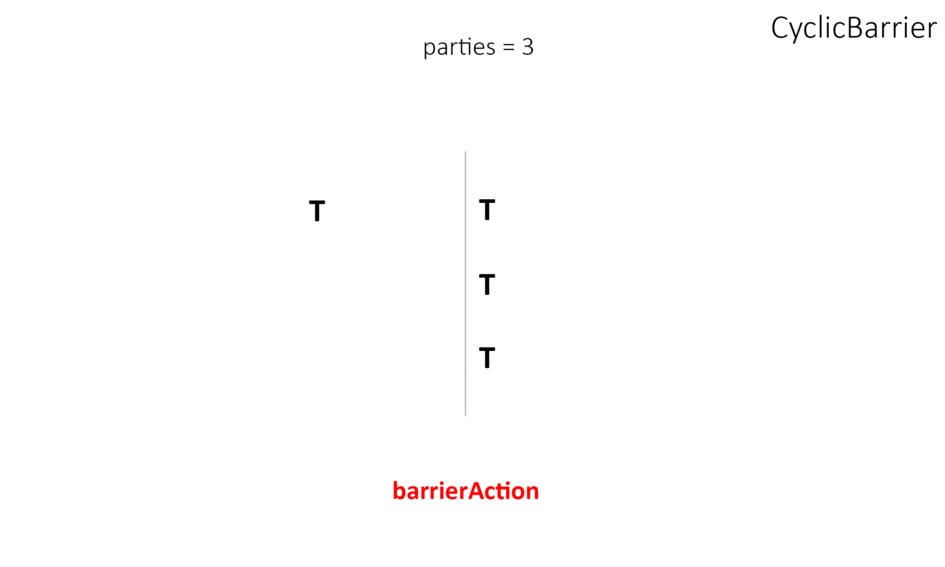 CyclicBarrier
parties = 3
T T
T
T
barrierAction